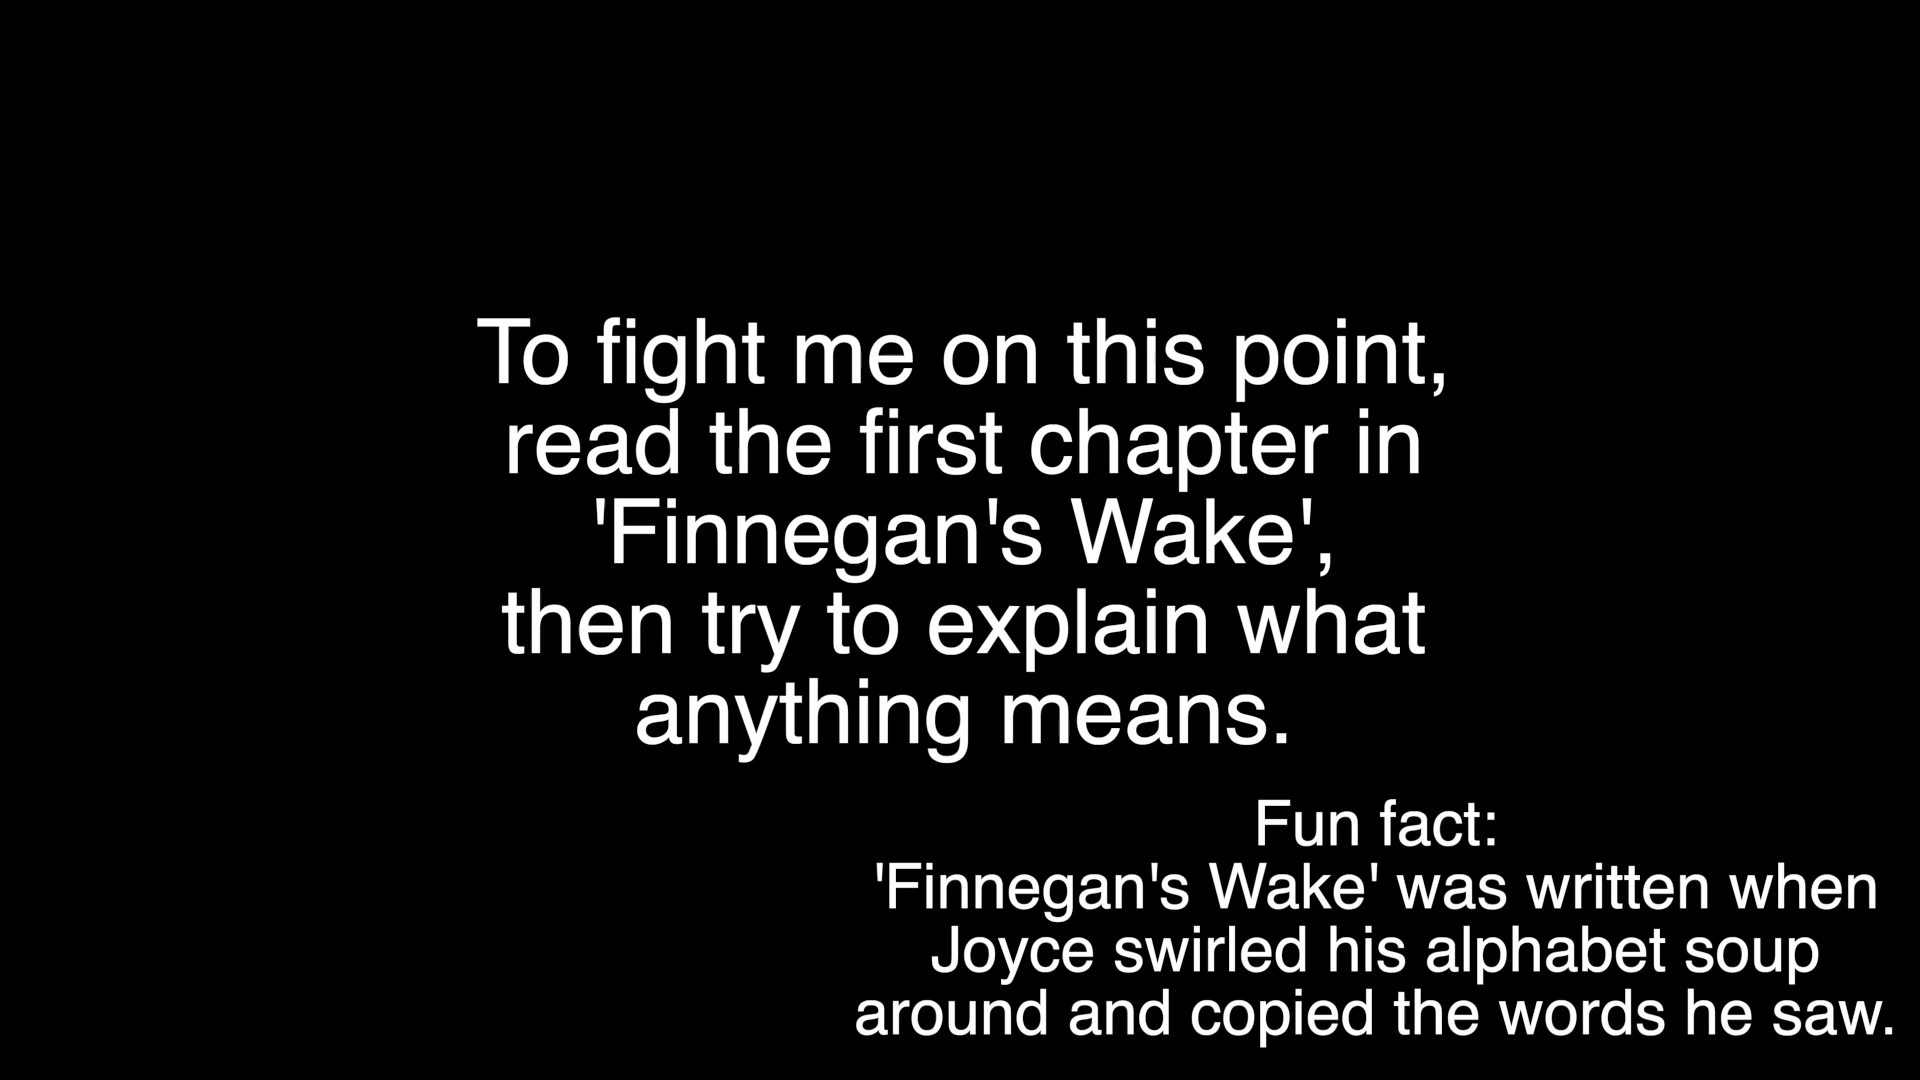 To fight me on this point,
read the first chapter in
'Finnegan's Wake',
then try to explain what
anything means.
Fun fact:
'Finnegan's Wake' was written when
Joyce swirled his alphabet soup
around and copied the words he saw.